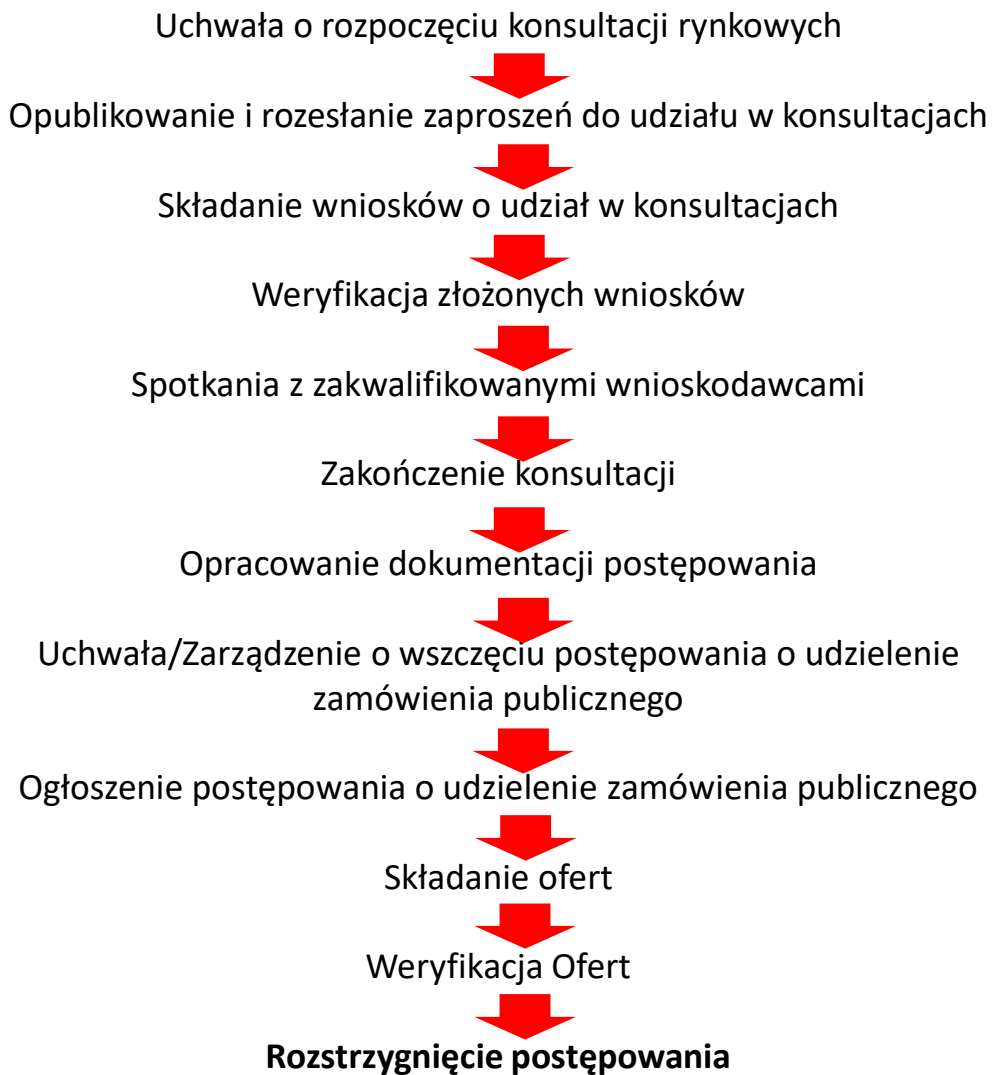 Uchwała o rozpoczęciu konsultacji rynkowych
Opublikowanie i rozesłanie zaproszeń do udziału w konsultacjach
Składanie wniosków o udział w konsultacjach
Weryfikacja złożonych wniosków
Spotkania z zakwalifikowanymi wnioskodawcami
Zakończenie konsultacji
Opracowanie dokumentacji postępowania
Uchwała/Zarządzenie o wszczęciu postępowania o udzielenie
zamówienia publicznego
Ogłoszenie postępowania o udzielenie zamówienia publicznego
Składanie ofert
Weryfikacja Ofert
Rozstrzygnięcie postępowania